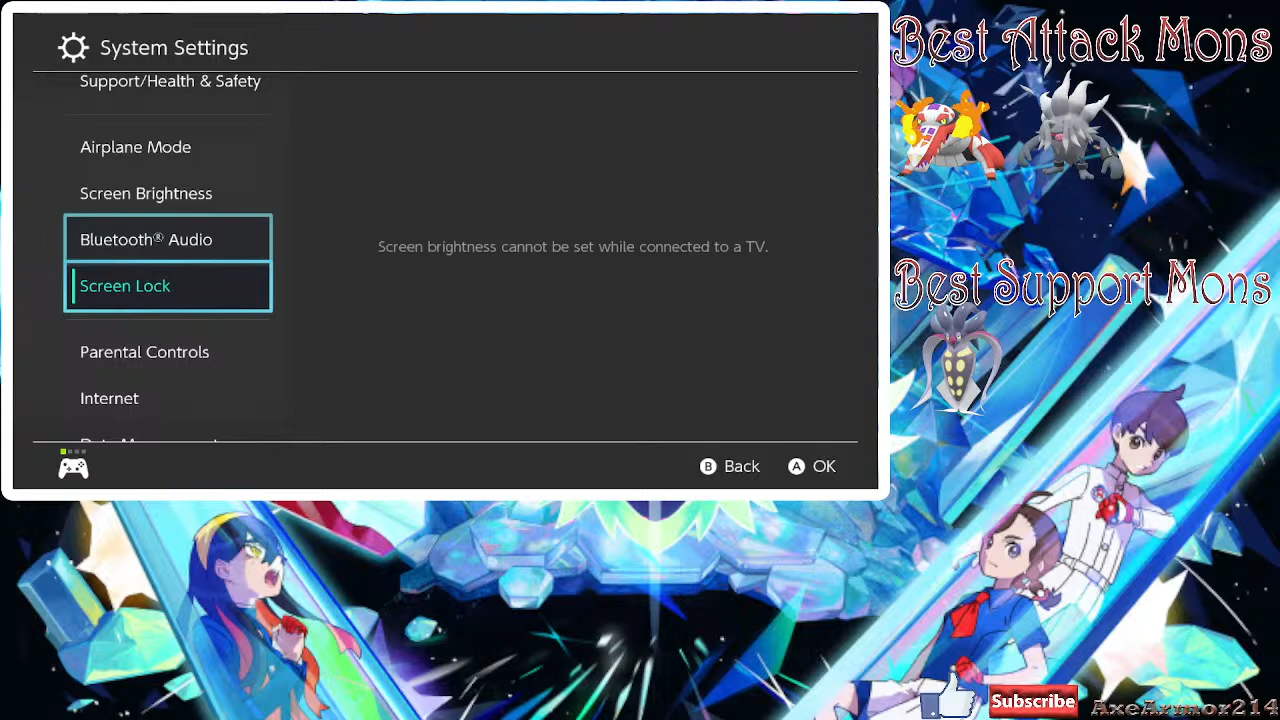 System Settings
Support/Health & Safety
Airplane Mode
Screen Brightness
Bluetooth® Audio
Screen Lock
Parental Controls
Internet
Screen brightness cannot be set while connected to a TV.
B Back
A OK
Best Attack Mons
Best Support Mons
Subscribe
AxeArmor214